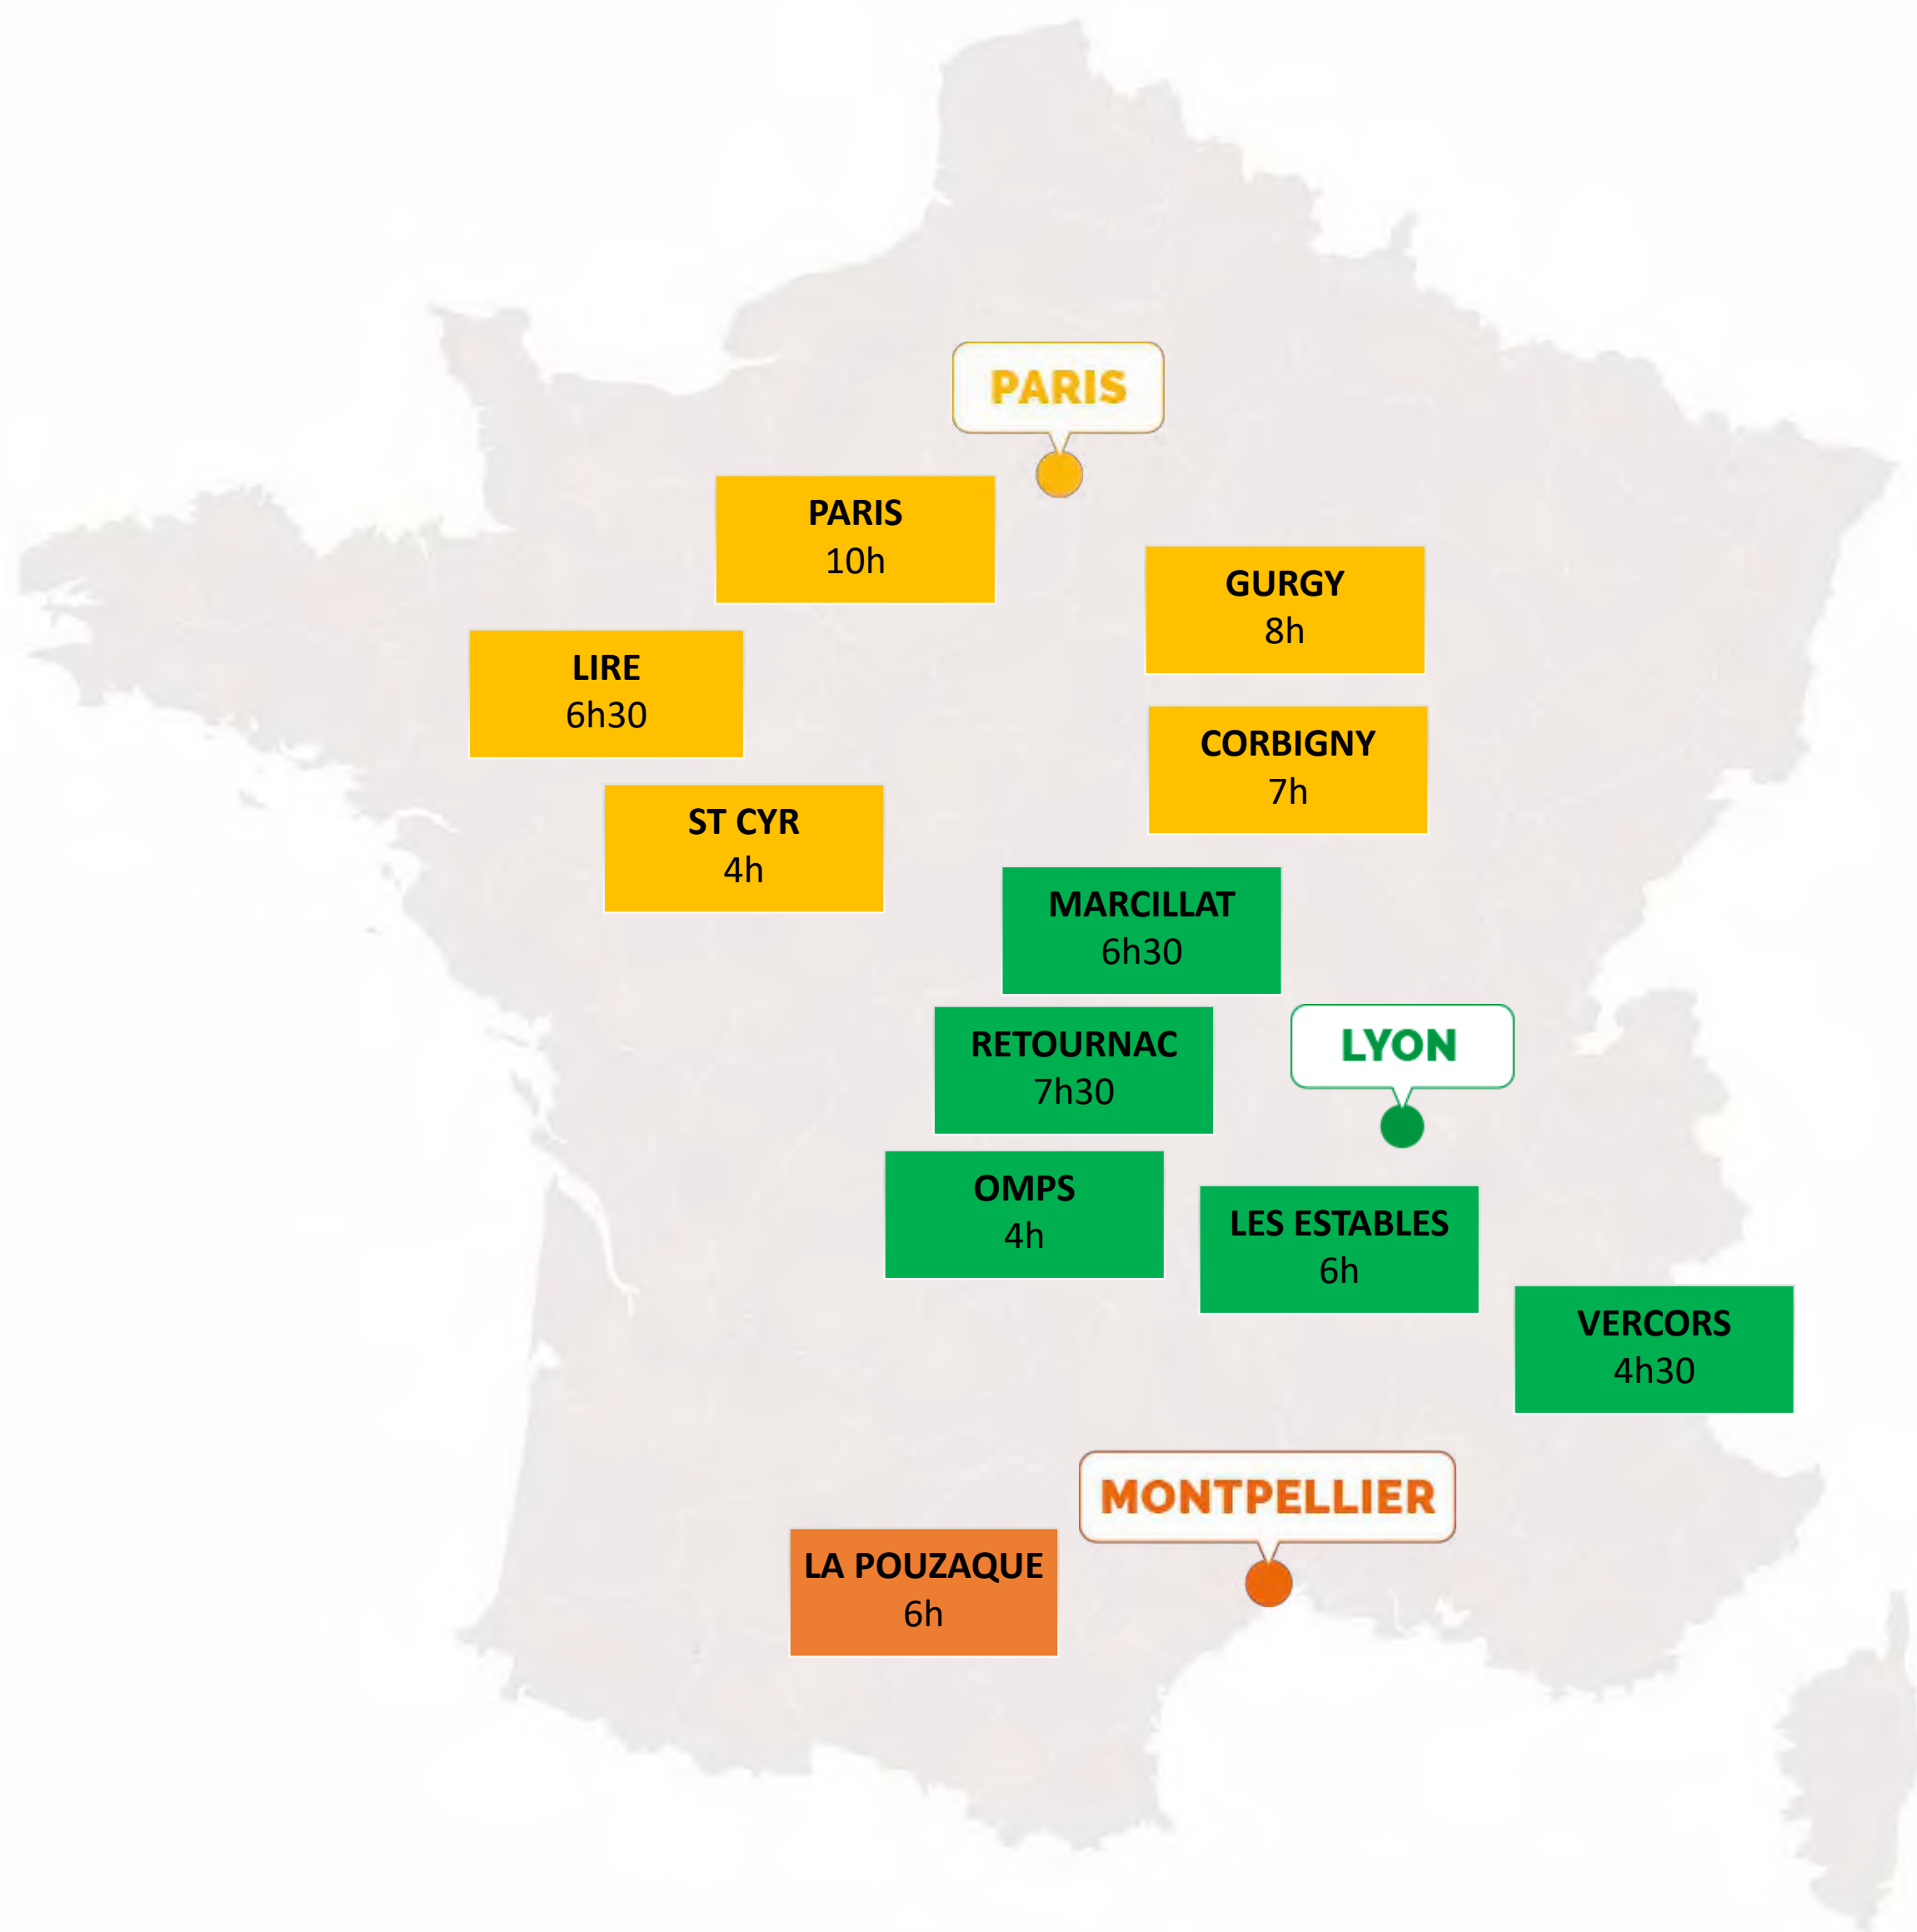 PARIS
PARIS
10h
GURGY
8h
LIRE
6h30
CORBIGNY
7h
ST CYR
4h
MARCILLAT
6h30
RETOURNAC
7h30
LYON
OMPS
4h
LES ESTABLES
6h
VERCORS
4h30
MONTPELLIER
LA POUZAQUE
6h